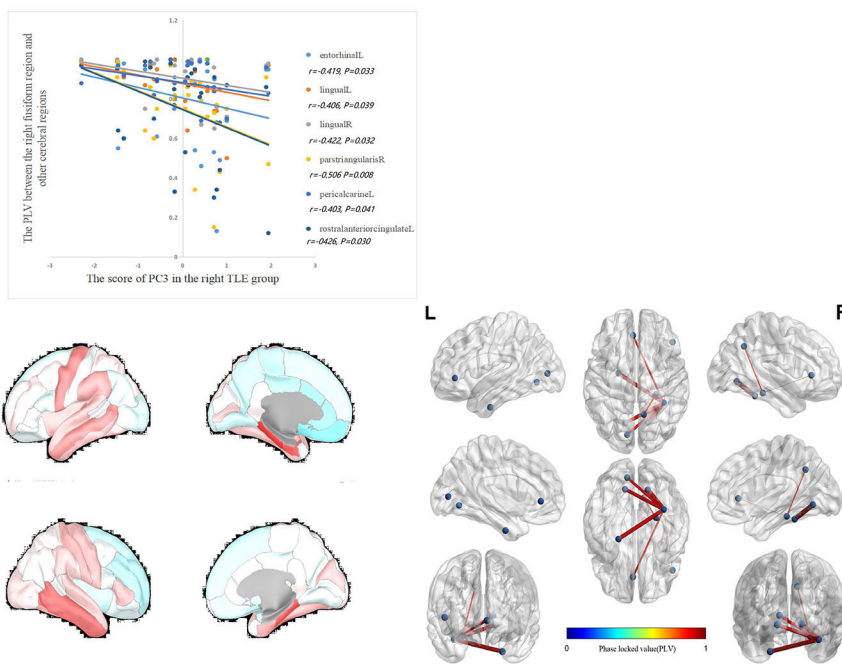 The PLV between the right fusiform region and
other cerebral regions
1.2
1
0.8
0.6
0.4
0.2
0
-3
-1
-2
-1
0
1
2
3
The score of PC3 in the right TLE group
entorhinalL
r=-0.419, P=0.033
lingualL
r=-0.406, P=0.039
lingualR
r=-0.422, P=0.032
parstriangularisR
r=-0.506 P=0.008
pericalcarineL
r=-0.403, P=0.041
rostralanteriorcingulateL
r=-0426, P=0.030
L
R
0
1
Phase locked value(PLV)